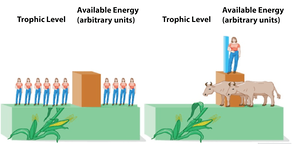 Trophic Level
Available Energy
(arbitrary units)
Trophic Level
Available Energy
(arbitrary units)